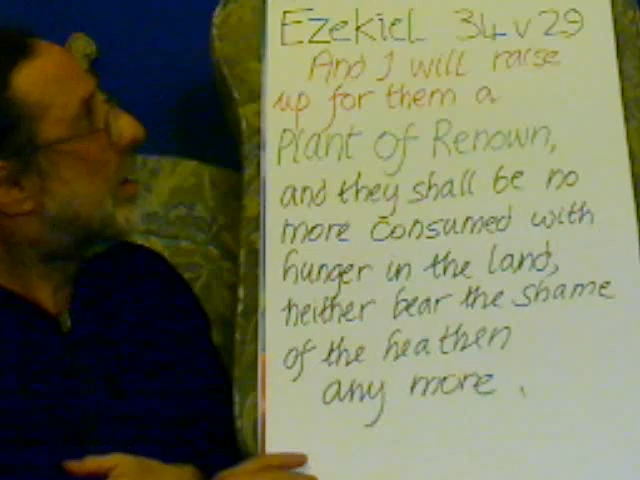 Ezekiel 34 v 29
And I will raise
up for them a
Plant of Renown,
and they shall be no
more consumed with
hunger in the land,
neither bear the shame
of the heathen
any more.